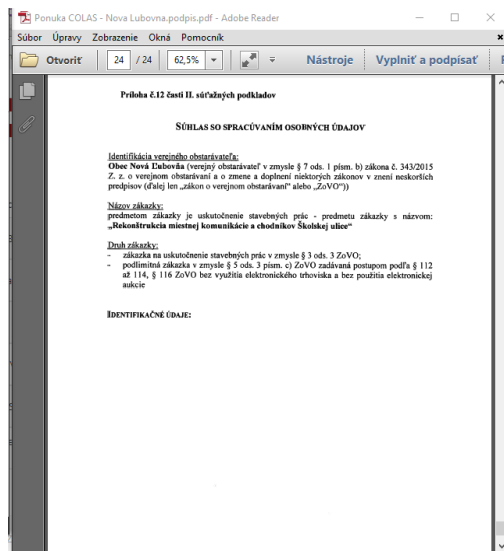 Ponuka COLAS - Nova Lubovna.podpis.pdf - Adobe Reader
Súbor Úpravy Zobrazenie Okná Pomocník
Otvoriť 24 / 24 62,5% Nástroje Vyplniť a podpísať
Príloha č.12 časti II. súťažných podkladov
SÚHLAS SO SPRACÚVANÍM OSOBNÝCH ÚDAJOV
Identifikácia verejného obstarávateľa:
Obec Nová Ľubovňa (verejný obstarávateľ v zmysle § 7 ods. 1 písm. b) zákona č. 343/2015
Z. z. o verejnom obstarávaní a o zmene a doplnení niektorých zákonov v znení neskorších
predpisov (ďalej len „zákon o verejnom obstarávaní" alebo „ZoVO"))
Názov zákazky:
predmetom zákazky je uskutočnenie stavebných prác - predmetu zákazky s názvom:
„Rekonštrukcia miestnej komunikácie a chodníkov Školskej ulice"
Druh zákazky:
- zákazka na uskutočnenie stavebných prác v zmysle § 3 ods. 3 ZoVO;
- podlimitná zákazka v zmysle § 5 ods. 3 písm. c) ZoVO zadávaná postupom podľa § 112
až 114, § 116 ZoVO bez využitia elektronického trhoviska a bez použitia elektronickej
aukcie
IDENTIFIKAČNÉ ÚDAJE: